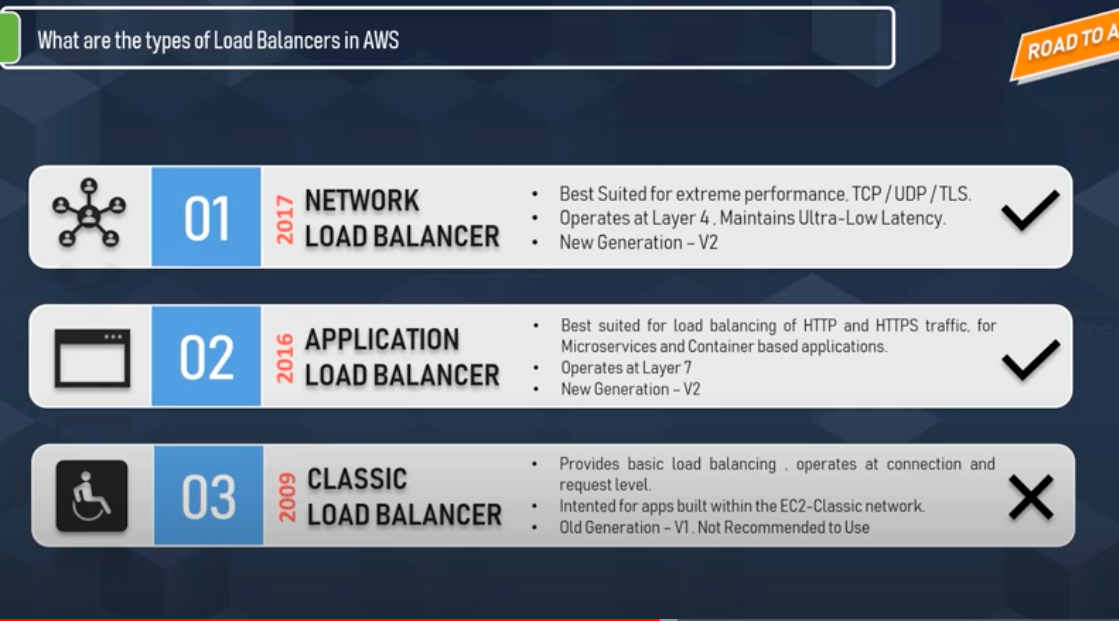 What are the types of Load Balancers in AWS
ROAD TO A
01
2017
NETWORK
LOAD BALANCER
• Best Suited for extreme performance, TCP / UDP / TLS.
• Operates at Layer 4 . Maintains Ultra-Low Latency.
• New Generation – V2
02
2016
APPLICATION
LOAD BALANCER
• Best suited for load balancing of HTTP and HTTPS traffic, for
Microservices and Container based applications.
• Operates at Layer 7
• New Generation – V2
03
2009
CLASSIC
LOAD BALANCER
• Provides basic load balancing . operates at connection and
request level.
• Intented for apps built within the EC2-Classic network.
• Old Generation – V1 . Not Recommended to Use